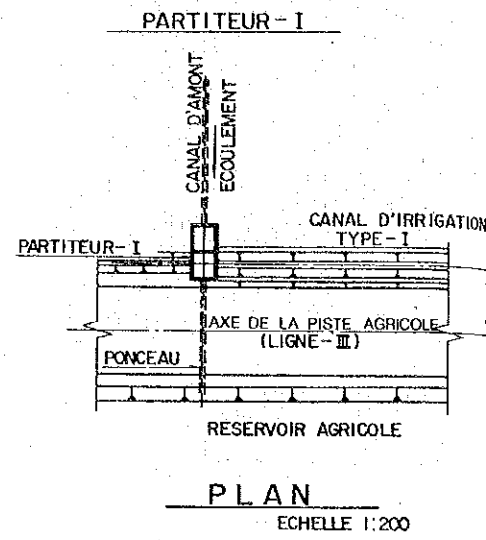 PARTITEUR-I
CANAL D'AMONT
ECOULEMENT
CANAL D'IRRIGATION
TYPE-I
PARTITEUR-I
AXE DE LA PISTE AGRICOLE
(LIGNE-III)
PONCEAU
RESERVOIR AGRICOLE
PLAN
ECHELLE 1:200